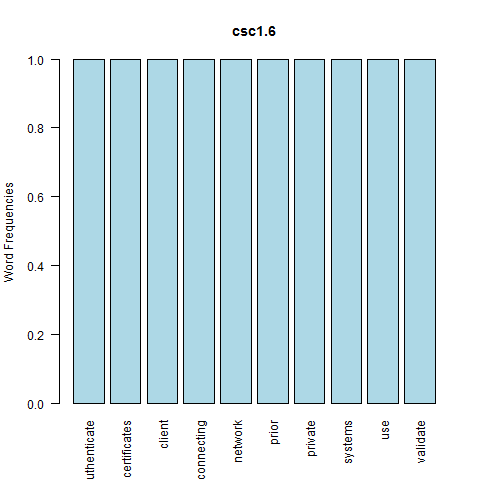 csc1.6
Word Frequencies
1.0
0.8
0.6
0.4
0.2
0.0
uthenticate
certificates
client
connecting
network
prior
private
systems
use
validate